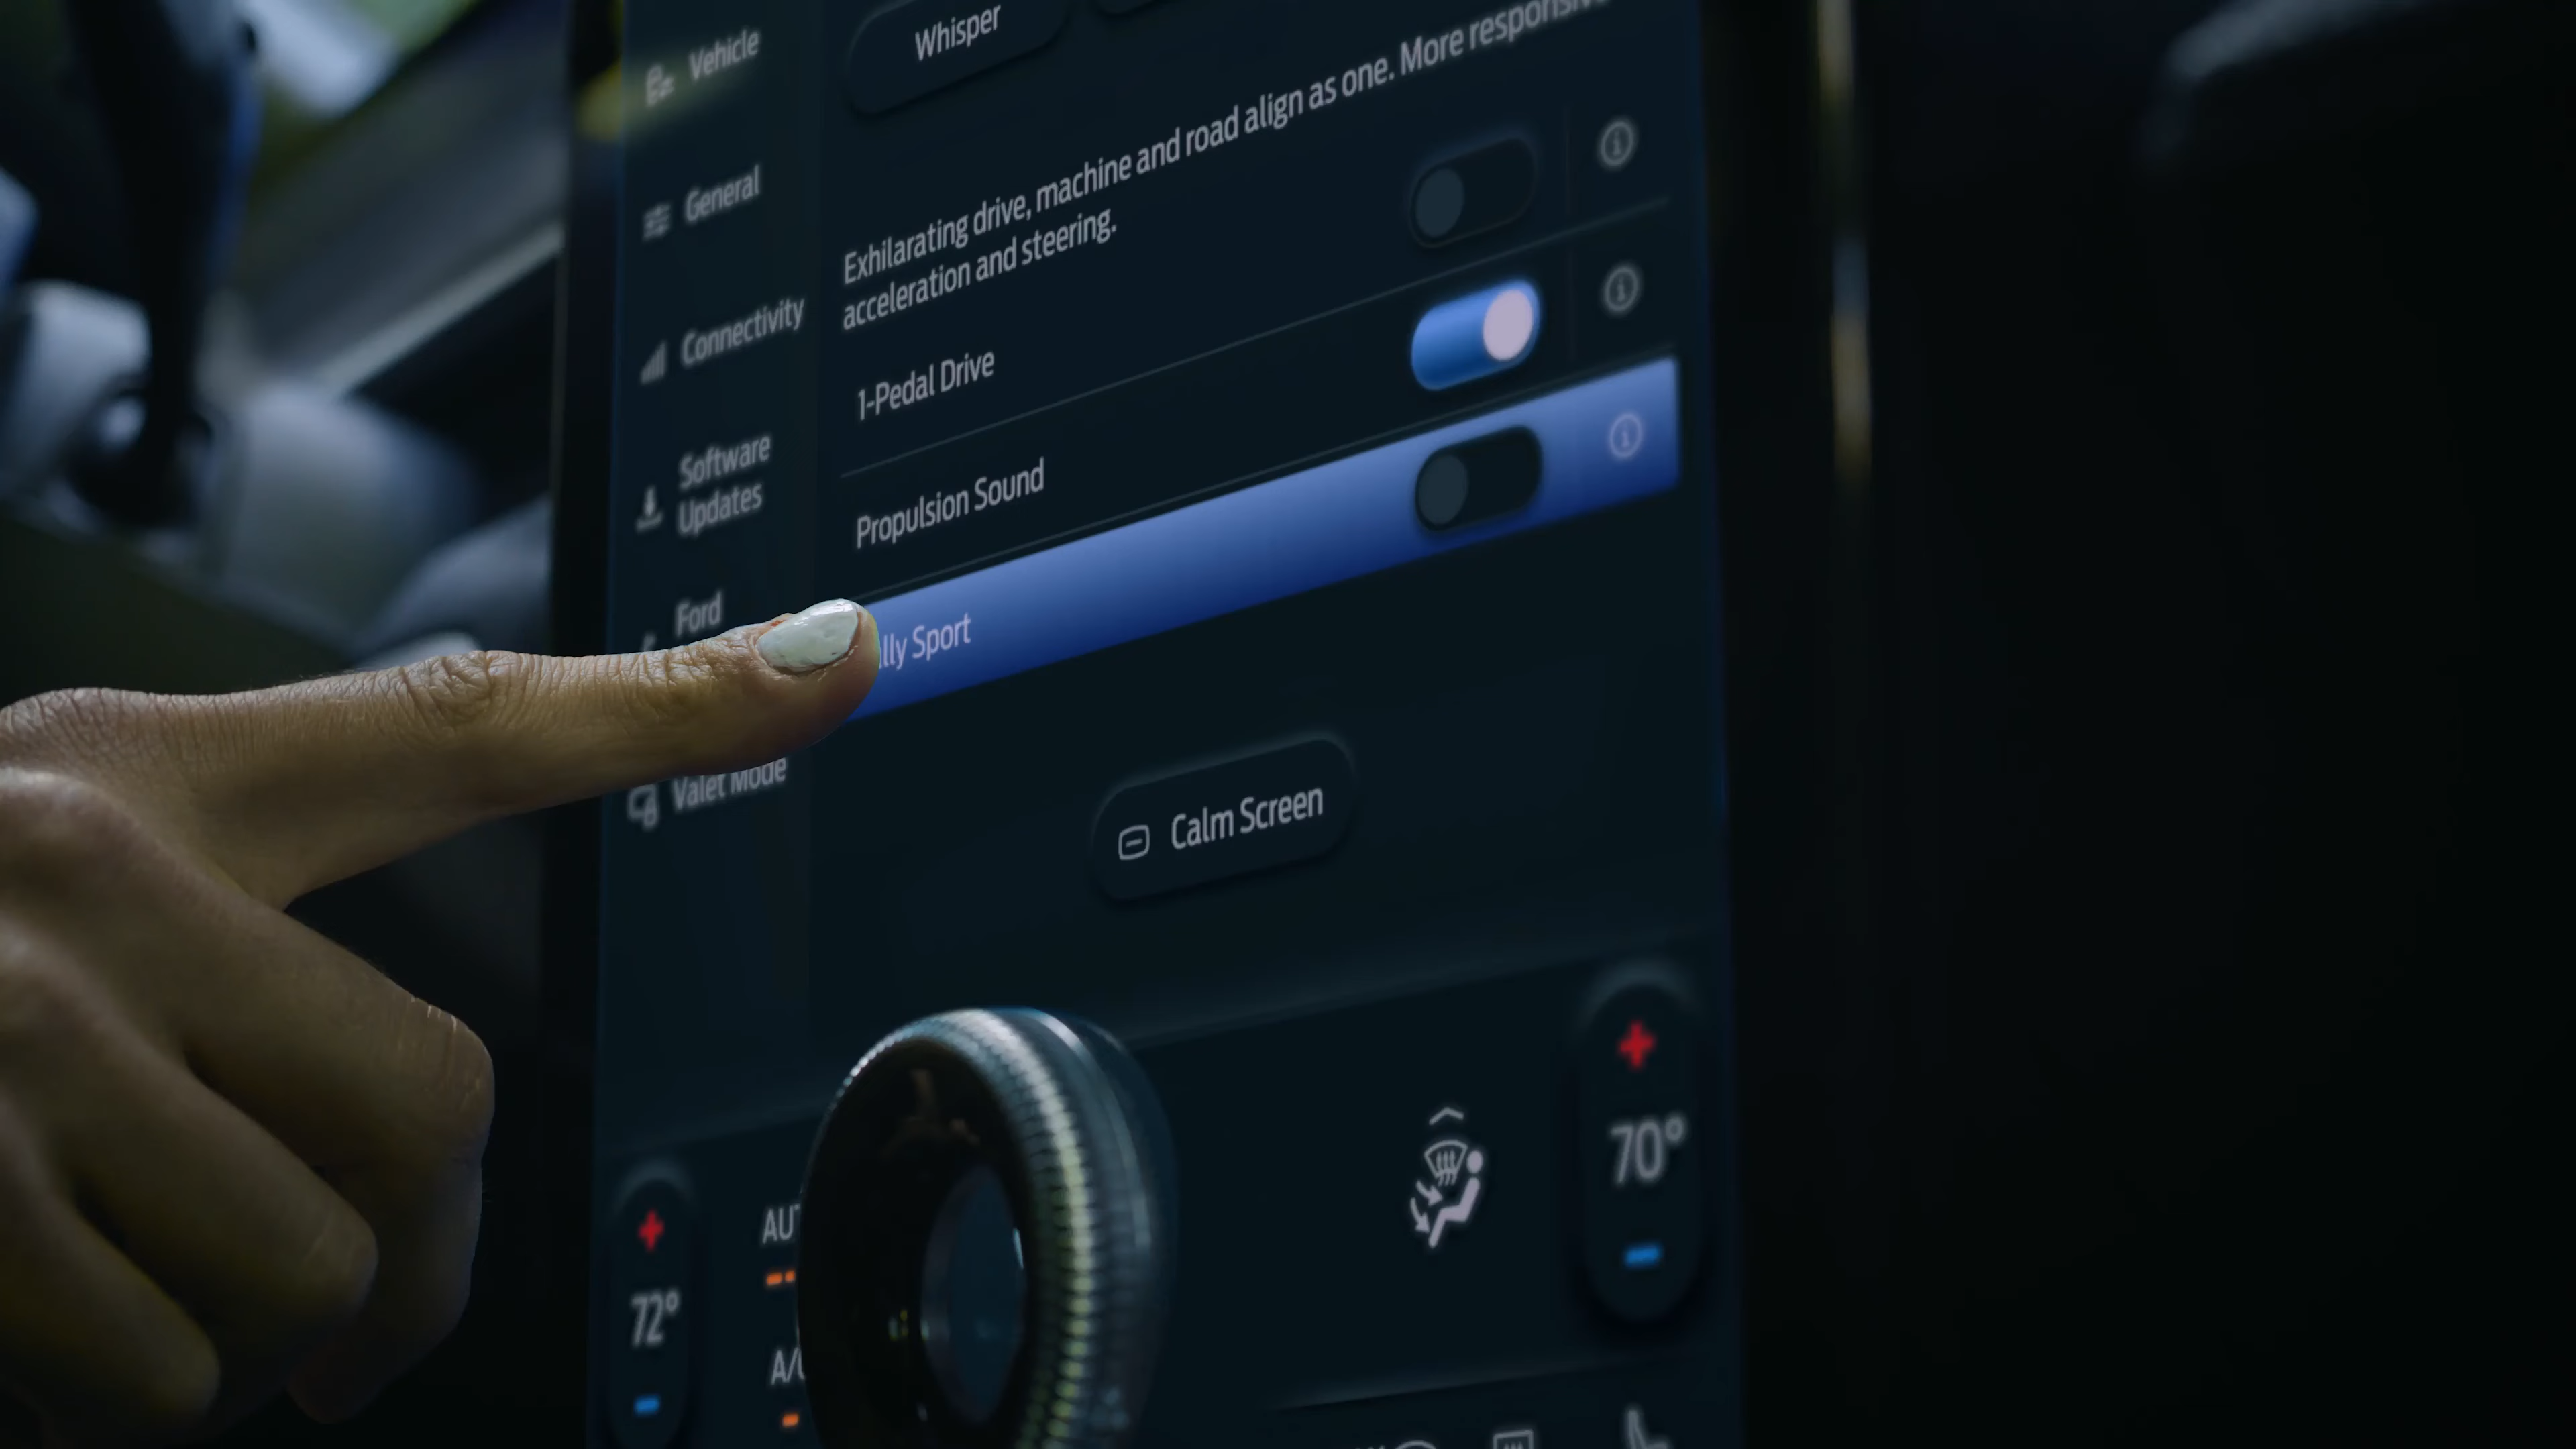 Vehicle
General
Connectivity
Software
Updates
Ford
Valet Mode
Whisper
Exhilarating drive, machine and road align as one. More responsive
acceleration and steering.
1-Pedal Drive
Propulsion Sound
lly Sport
Calm Screen
72°
AUT
A/C
70°